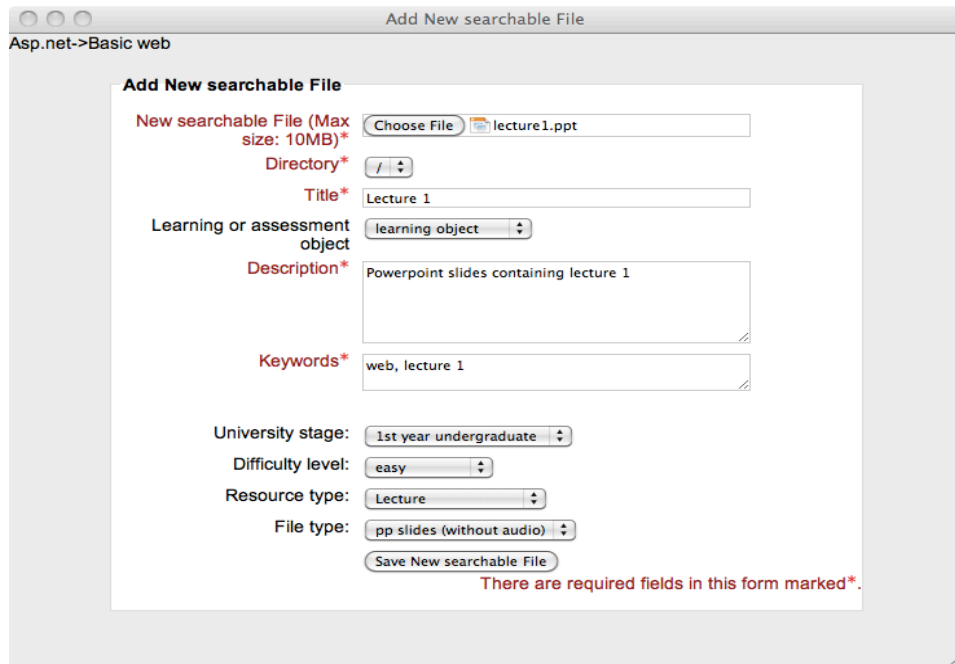 Add New searchable File
Asp.net->Basic web
Add New searchable File
New searchable File (Max
size: 10MB)*
Choose File lecture1.ppt
Directory*
/
Title*
Lecture 1
Learning or assessment
object
learning object
Description*
Powerpoint slides containing lecture 1
Keywords*
web, lecture 1
University stage:
1st year undergraduate
Difficulty level:
easy
Resource type:
Lecture
File type:
pp slides (without audio)
Save New searchable File
There are required fields in this form marked*.